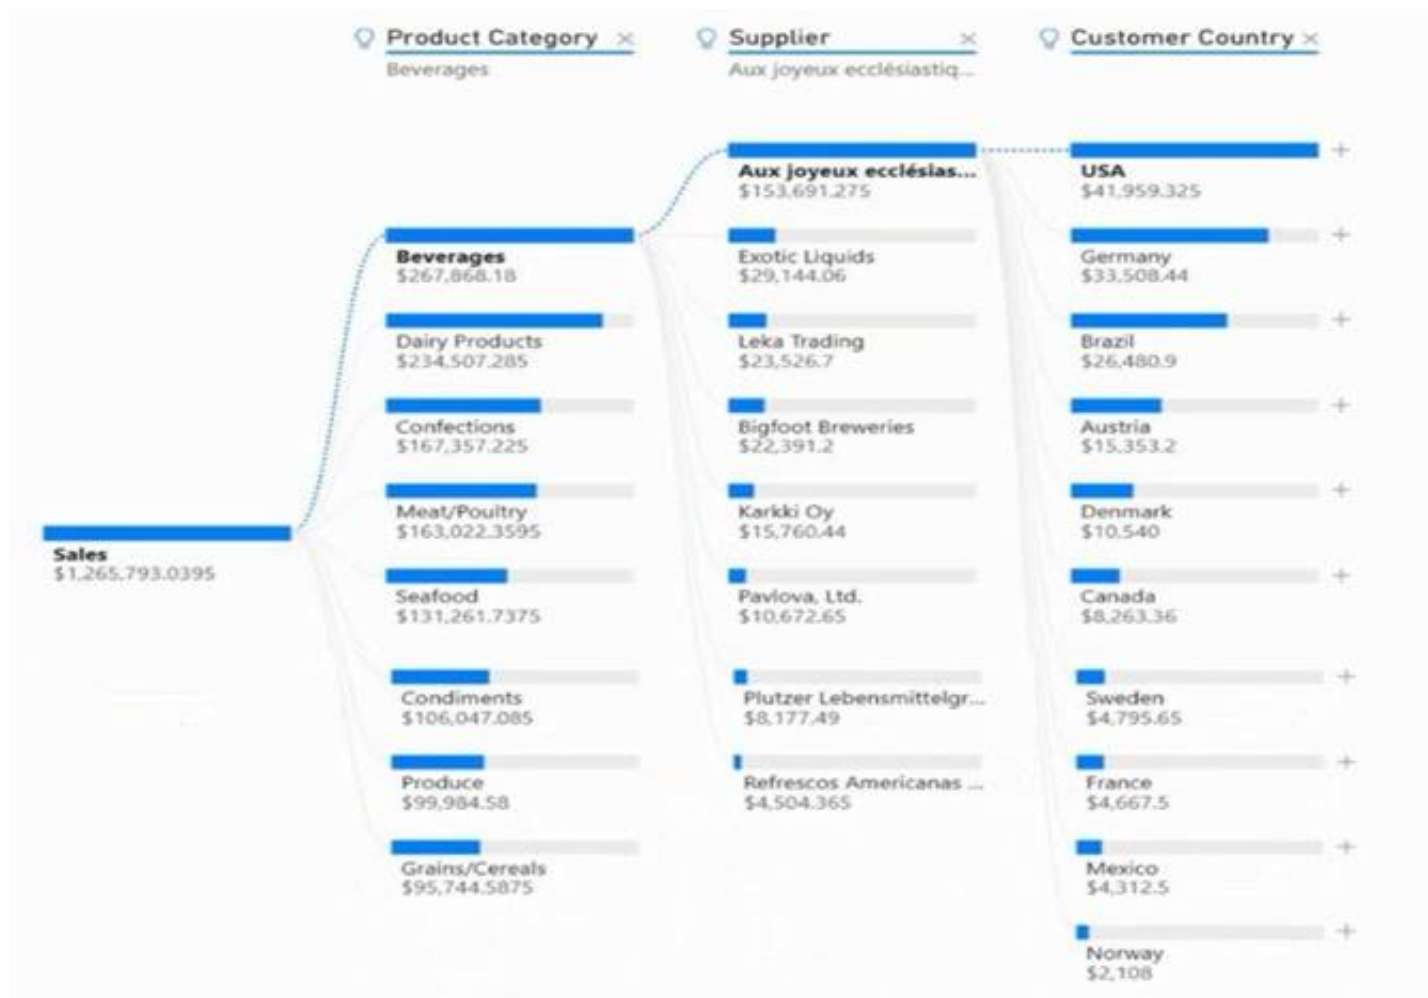 Product Category ×
Beverages
Supplier ×
Aux joyeux ecclésiastiq...
Customer Country ×
Sales
$1,265,793.0395
Beverages
$267,868.18
Dairy Products
$234,507.285
Confections
$167,357.225
Meat/Poultry
$163,022.3595
Seafood
$131,261.7375
Condiments
$106,047.085
Produce
$99,984.58
Grains/Cereals
$95,744.5875
Aux joyeux ecclésias...
$153,691.275
Exotic Liquids
$29,144.06
Leka Trading
$23,526.7
Bigfoot Breweries
$22,391.2
Karkki Oy
$15,760.44
Pavlova, Ltd.
$10,672.65
Plutzer Lebensmittelgr...
$8,177.49
Refrescos Americanas ...
$4,504.365
USA
$41,959.325
Germany
$33,508.44
Brazil
$26,480.9
Austria
$15,353.2
Denmark
$10,540
Canada
$8,263.36
Sweden
$4,795.65
France
$4,667.5
Mexico
$4,312.5
Norway
$2,108